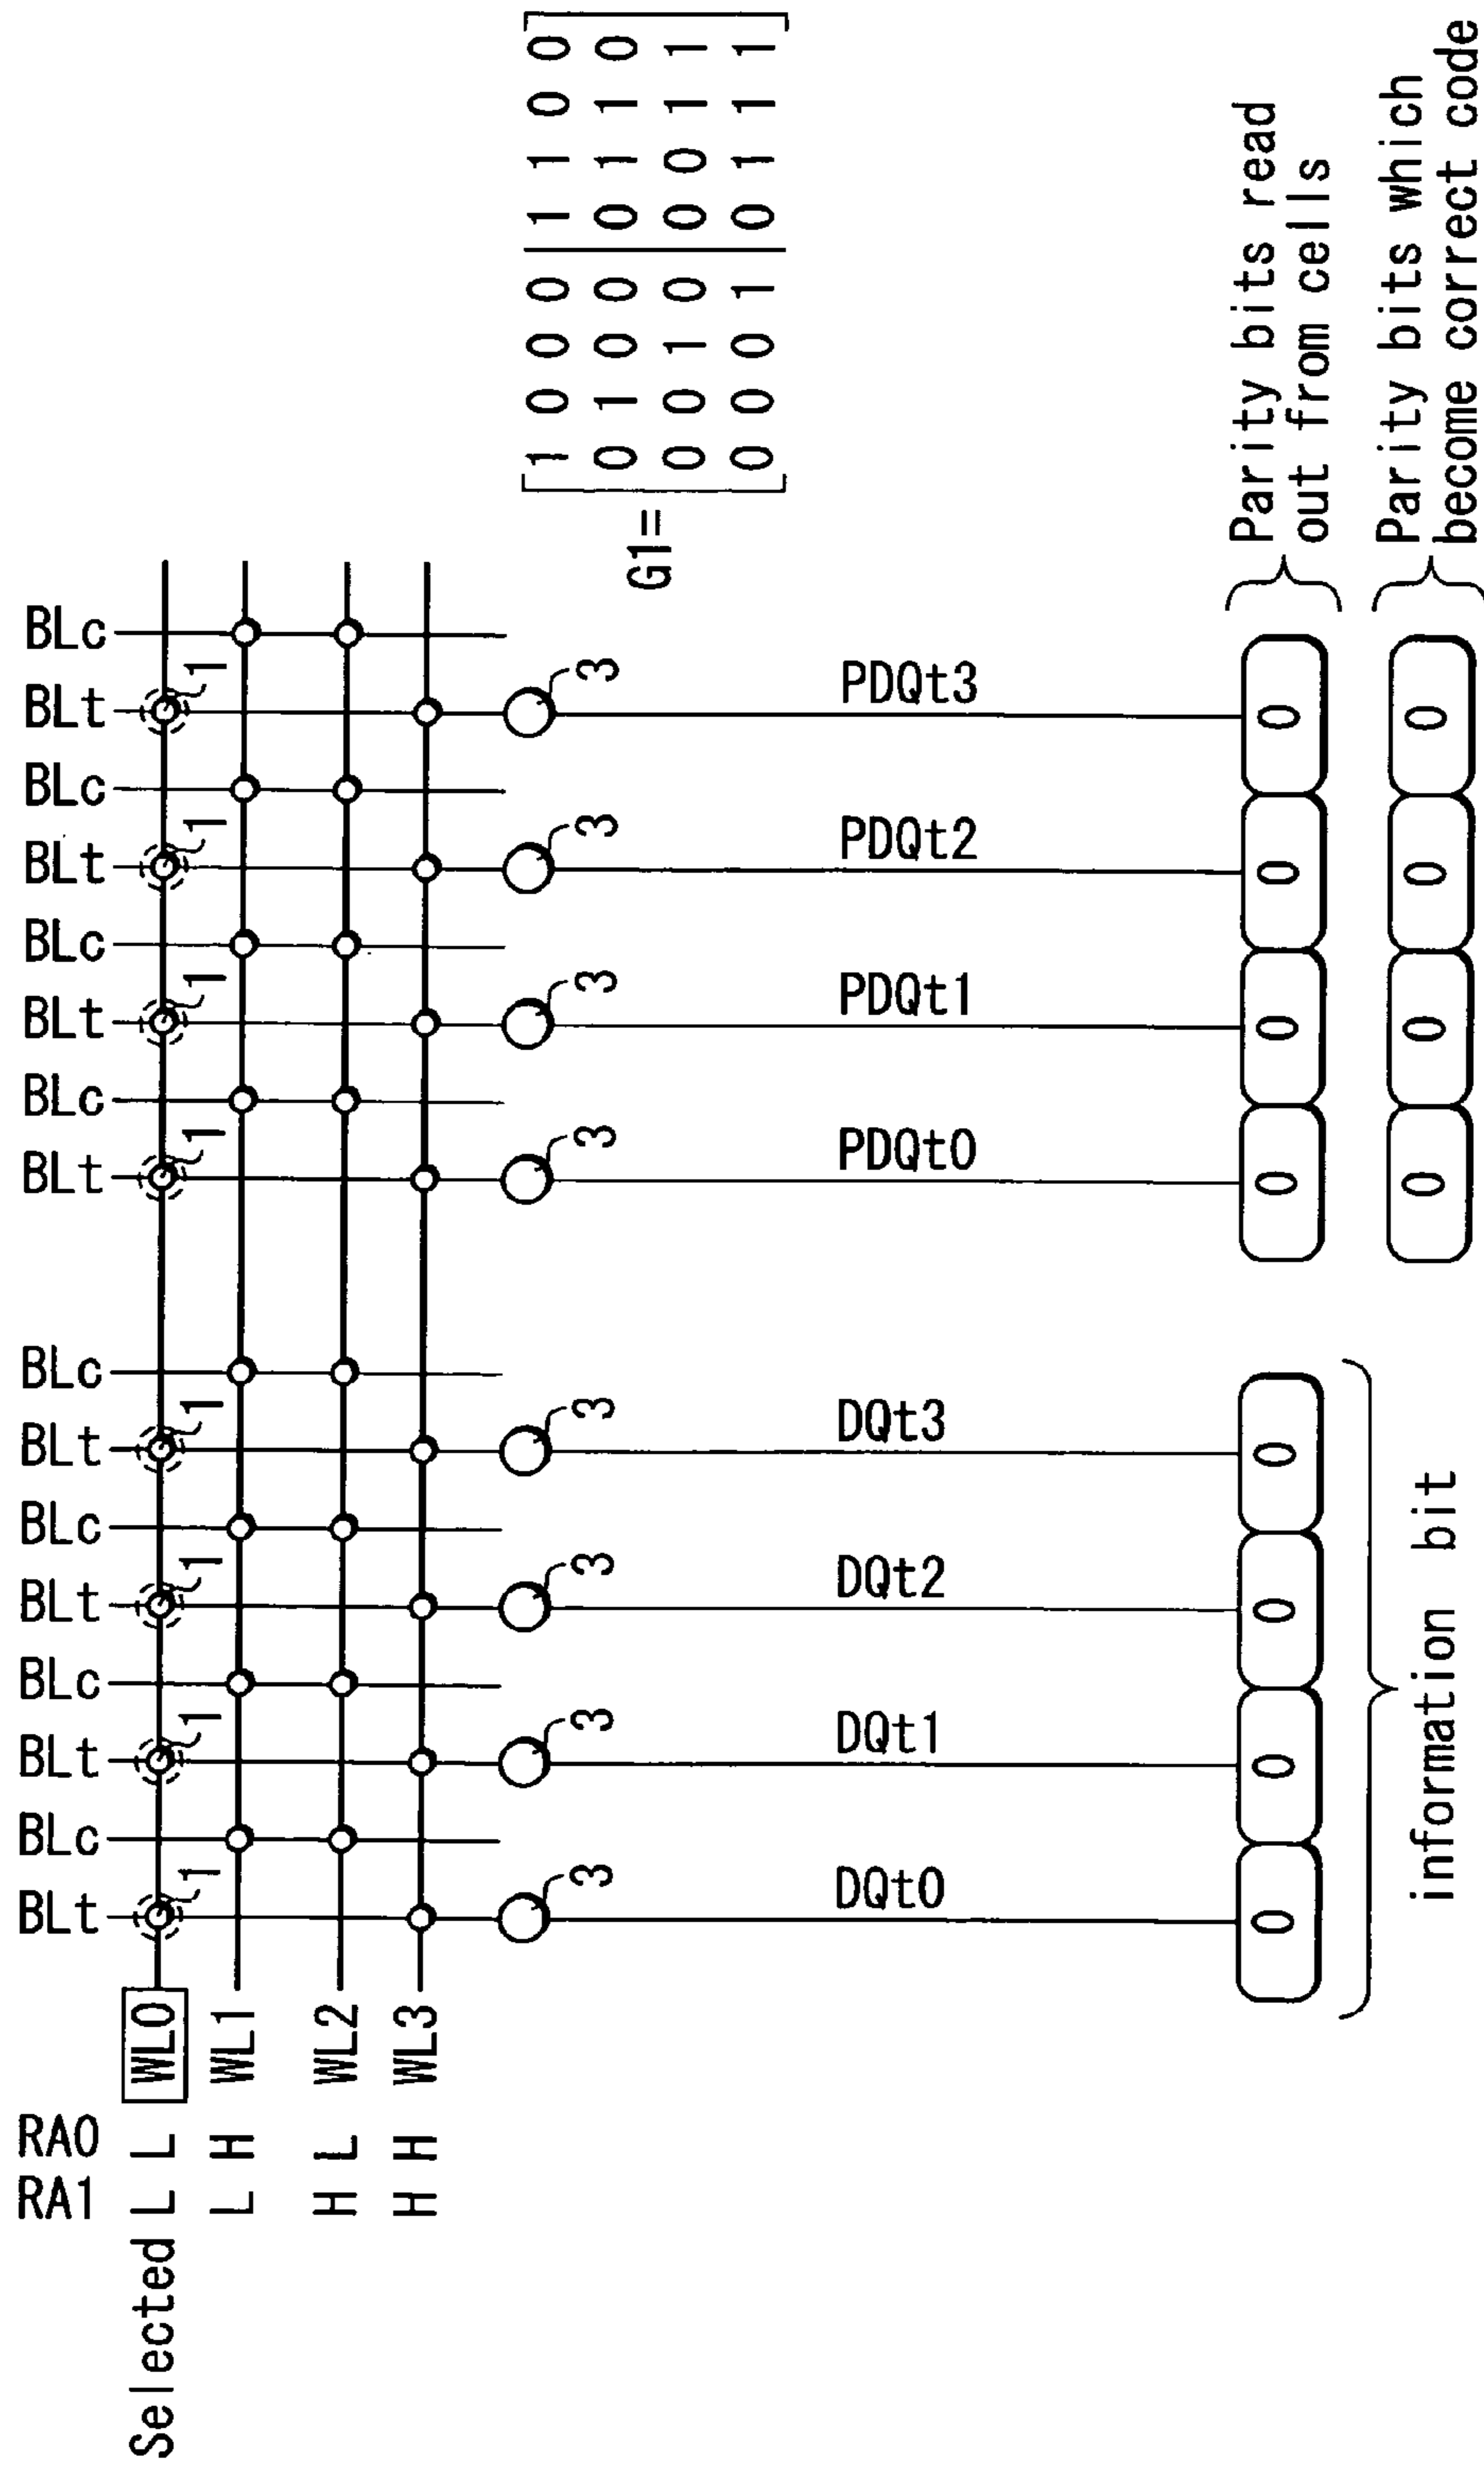 RA1 RA0 BLt BLc BLt BLc BLt BLc BLt BLc BLt BLc BLt BLc BLt BLc BLt BLc
Selected L L WL0 1 1 1 1 1 1 1 1
L H WL1
H L WL2
H H WL3
3 3 3 3 3 3 3 3
G1=
1 0 0 0 1 1 0 0
0 1 0 0 0 1 1 0
0 0 1 0 0 0 1 1
0 0 0 1 0 1 1 1
DQt0 DQt1 DQt2 DQt3 PDQt0 PDQt1 PDQt2 PDQt3
0 0 0 0 0 0 0 0
Parity bits read
out from cells
information bit
0 0 0 0
Parity bits which
become correct code